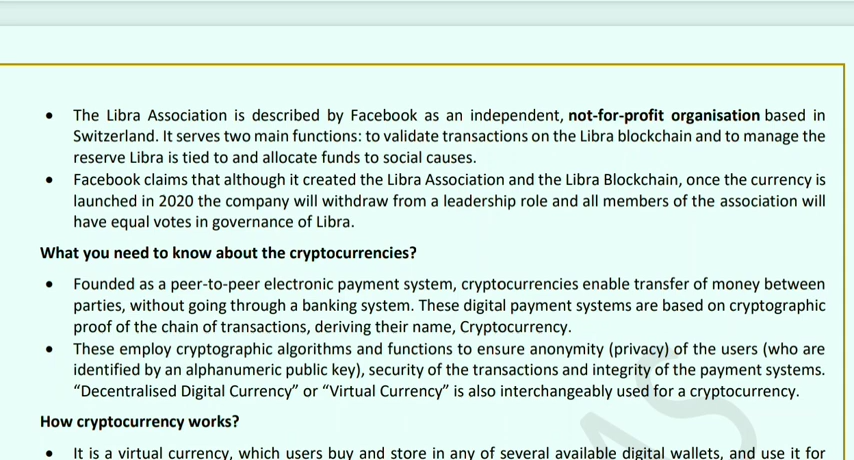 • The Libra Association is described by Facebook as an independent, not-for-profit organisation based in
Switzerland. It serves two main functions: to validate transactions on the Libra blockchain and to manage the
reserve Libra is tied to and allocate funds to social causes.
• Facebook claims that although it created the Libra Association and the Libra Blockchain, once the currency is
launched in 2020 the company will withdraw from a leadership role and all members of the association will
have equal votes in governance of Libra.
What you need to know about the cryptocurrencies?
• Founded as a peer-to-peer electronic payment system, cryptocurrencies enable transfer of money between
parties, without going through a banking system. These digital payment systems are based on cryptographic
proof of the chain of transactions, deriving their name, Cryptocurrency.
• These employ cryptographic algorithms and functions to ensure anonymity (privacy) of the users (who are
identified by an alphanumeric public key), security of the transactions and integrity of the payment systems.
“Decentralised Digital Currency” or “Virtual Currency” is also interchangeably used for a cryptocurrency.
How cryptocurrency works?
• It is a virtual currency, which users buy and store in any of several available digital wallets, and use it for